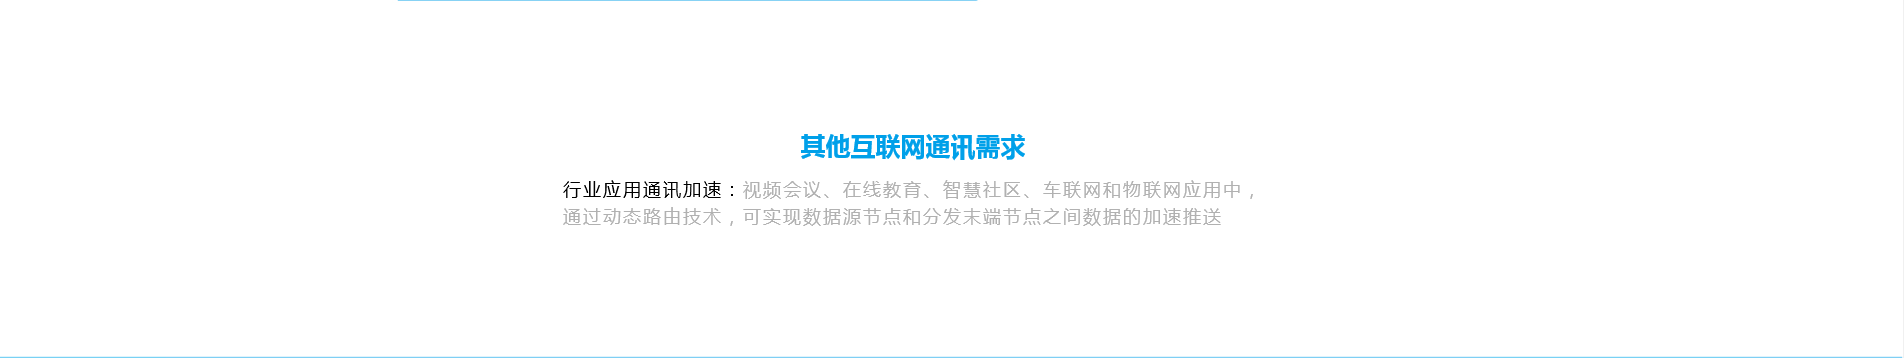 其他互联网通讯需求
行业应用通讯加速：视频会议、在线教育、智慧社区、车联网和物联网应用中，
通过动态路由技术，可实现数据源节点和分发末端节点之间数据的加速推送